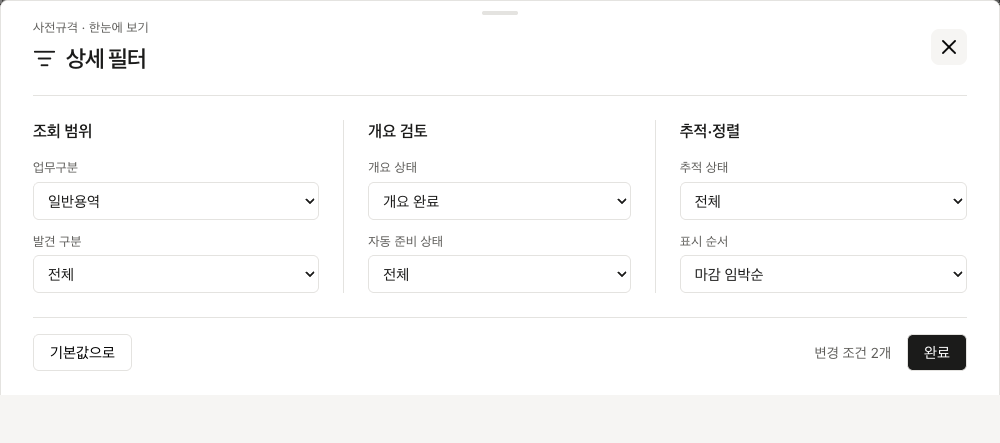 사전규격 · 한눈에 보기
상세 필터
조회 범위
업무구분
일반용역
발견 구분
전체
개요 검토
개요 상태
개요 완료
자동 준비 상태
전체
추적·정렬
추적 상태
전체
표시 순서
마감 임박순
기본값으로
변경 조건 2개
완료